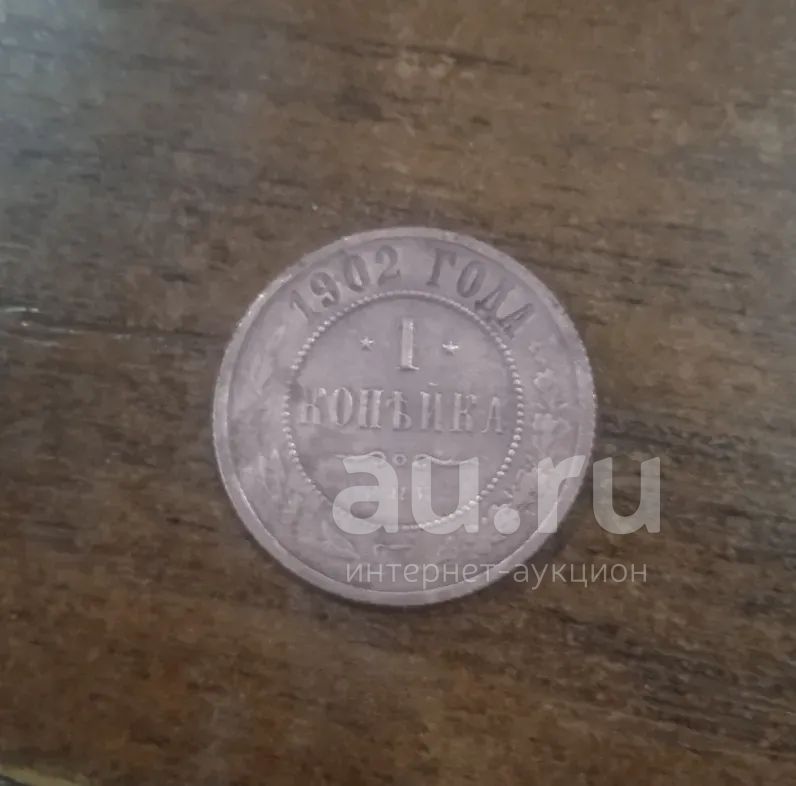 1902 ГОДА
* 1 *
КОПѢЙКА
au.ru
интернет-аукцион